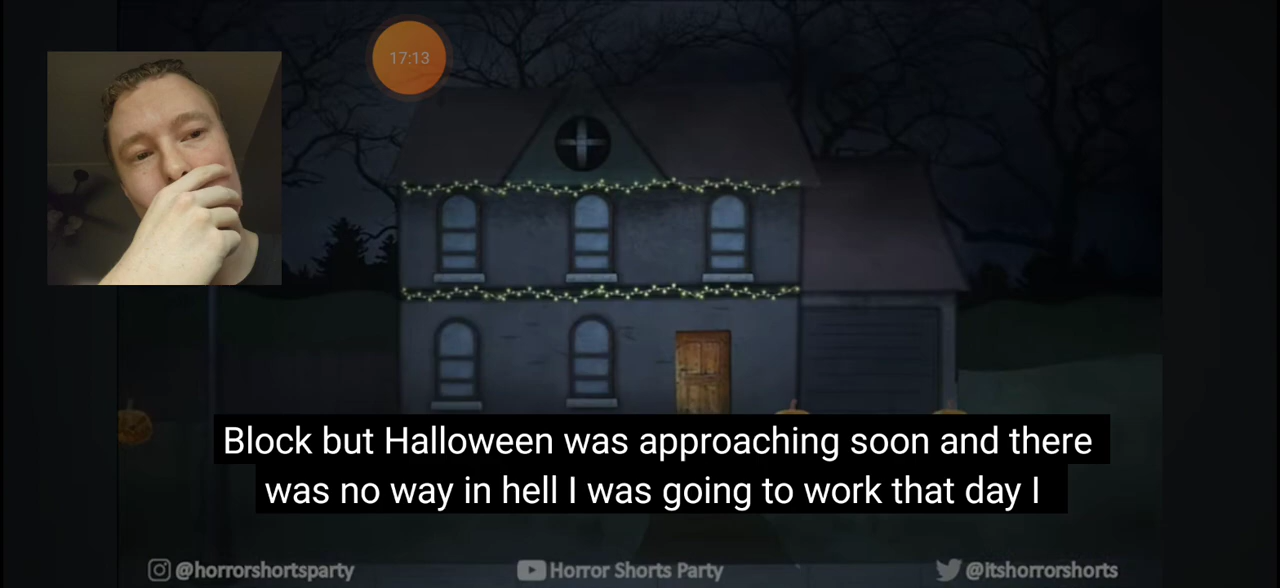 17:13
Block but Halloween was approaching soon and there
was no way in hell I was going to work that day I
@horrorshortsparty Horror Shorts Party @itshorrorshorts